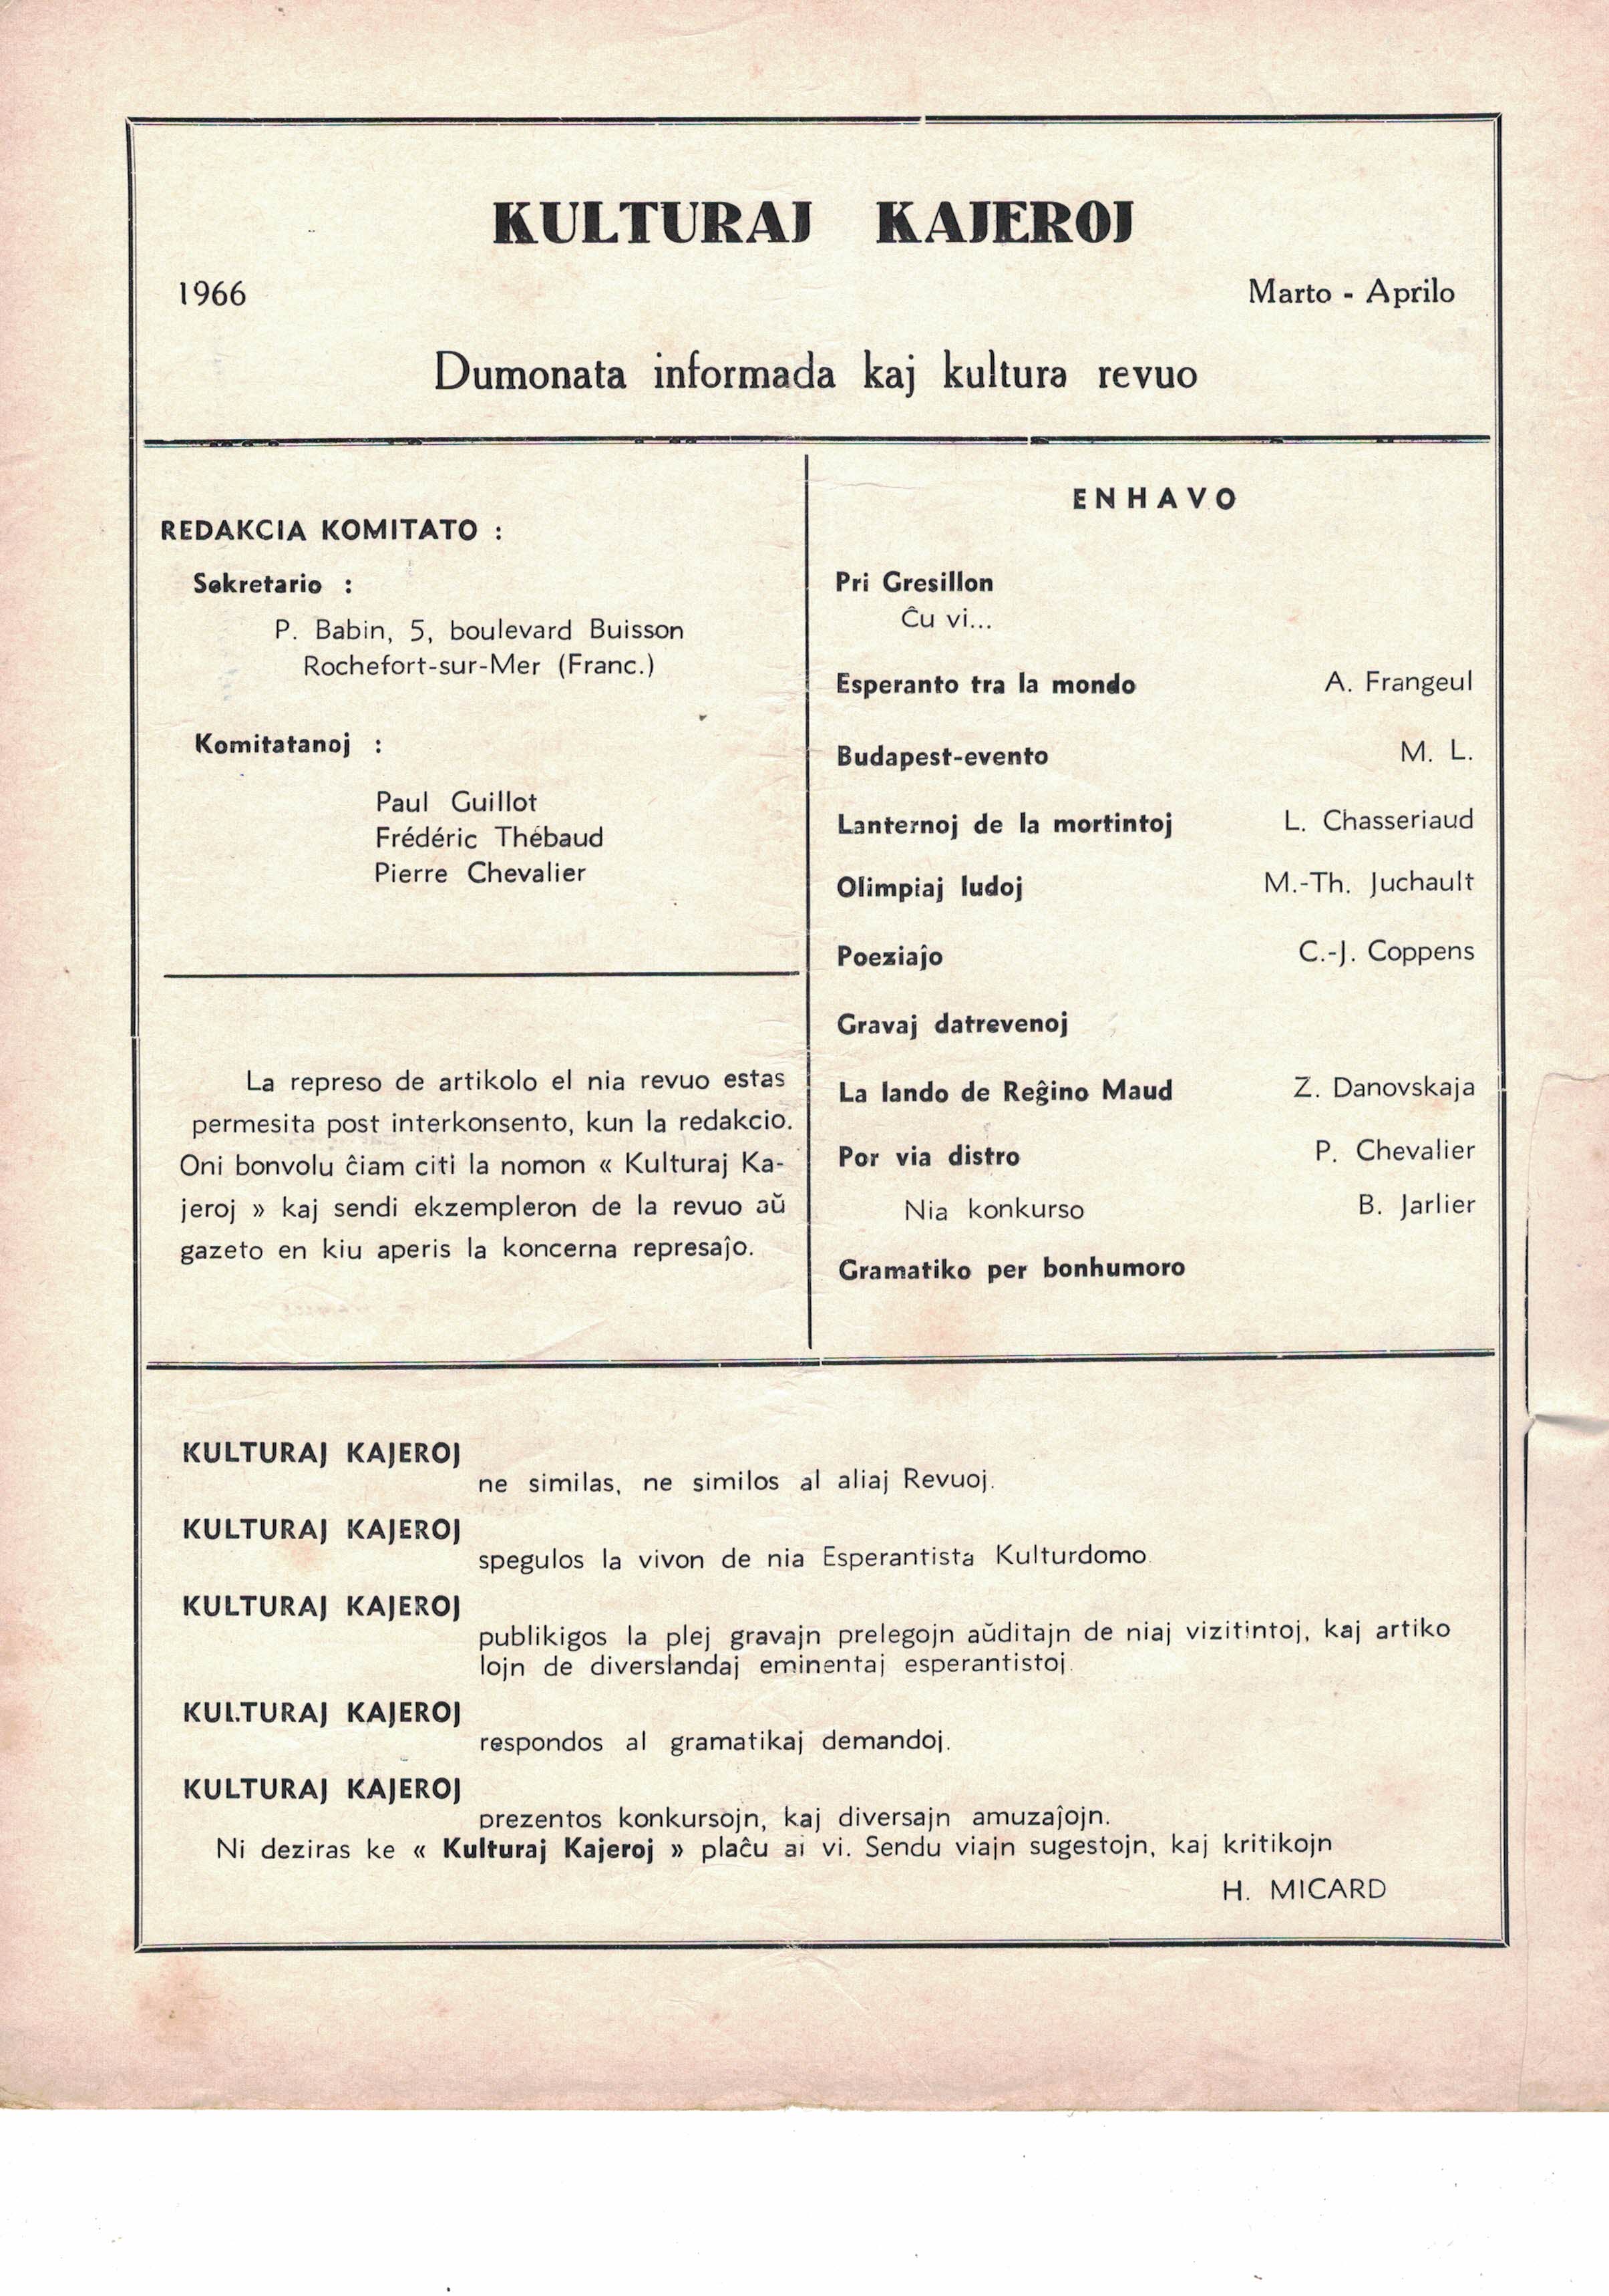 KULTURAJ KAJEROJ
1966 Marto - Aprilo
Dumonata informada kaj kultura revuo
REDAKCIA KOMITATO :
Sekretario :
P. Babin, 5, boulevard Buisson
Rochefort-sur-Mer (Franc.)
Komitatanoj :
Paul Guillot
Frédéric Thébaud
Pierre Chevalier
La represo de artikolo el nia revuo estas
permesita post interkonsento, kun la redakcio.
Oni bonvolu ĉiam citi la nomon « Kulturaj Ka-
jeroj » kaj sendi ekzempleron de la revuo aŭ
gazeto en kiu aperis la koncerna represaĵo.
ENHAVO
Pri Gresillon
Ĉu vi...
Esperanto tra la mondo A. Frangeul
Budapest-evento M. L.
Lanternoj de la mortintoj L. Chasseriaud
Olimpiaj ludoj M.-Th. Juchault
Poeziaĵo C.-J. Coppens
Gravaj datrevenoj
La lando de Reĝino Maud Z. Danovskaja
Por via distro P. Chevalier
Nia konkurso B. Jarlier
Gramatiko per bonhumoro
KULTURAJ KAJEROJ
ne similas, ne similos al aliaj Revuoj.
KULTURAJ KAJEROJ
spegulos la vivon de nia Esperantista Kulturdomo
KULTURAJ KAJEROJ
publikigos la plej gravajn prelegojn aŭditajn de niaj vizitintoj, kaj artiko
lojn de diverslandaj eminentaj esperantistoj.
KULTURAJ KAJEROJ
respondos al gramatikaj demandoj.
KULTURAJ KAJEROJ
prezentos konkursojn, kaj diversajn amuzaĵojn.
Ni deziras ke « Kulturaj Kajeroj » plaĉu ai vi. Sendu viajn sugestojn, kaj kritikojn
H. MICARD